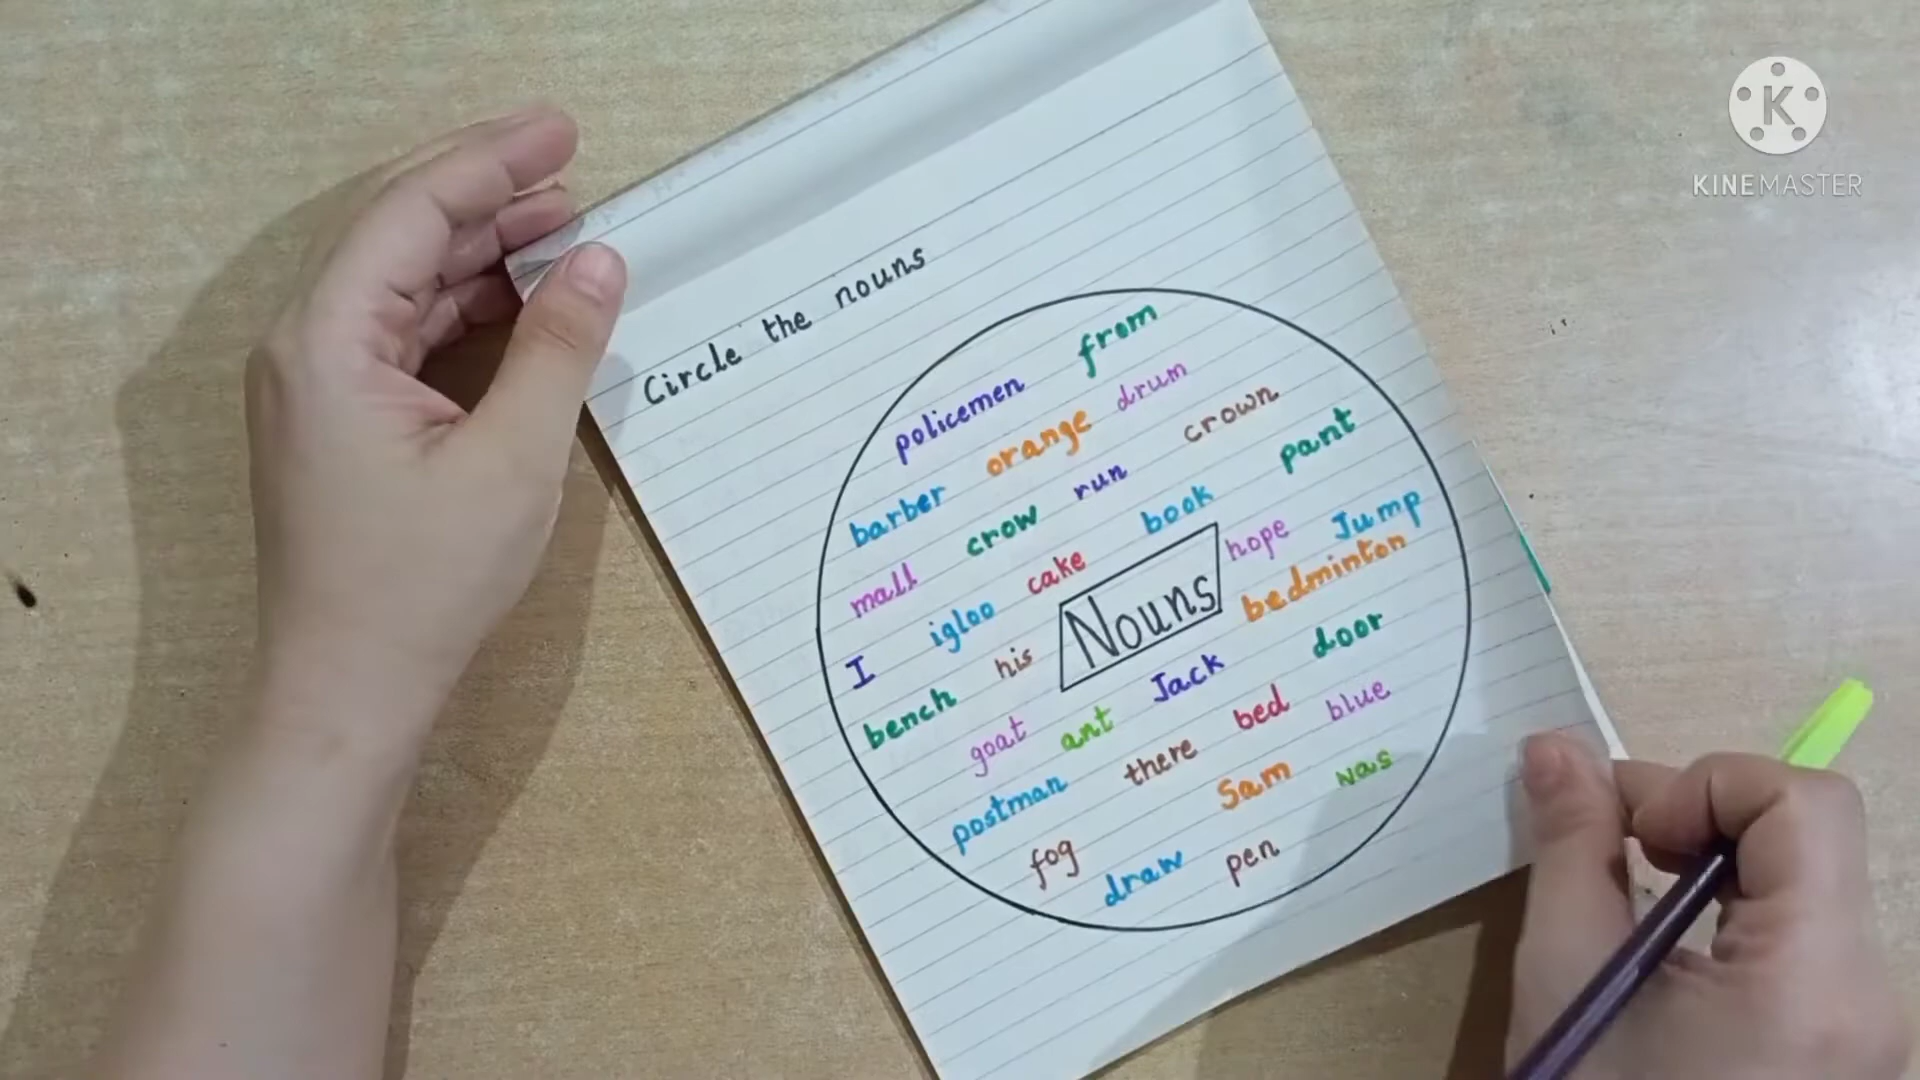 Circle the nouns
policemen from
barber orange drum
mall crow run crown
I igloo cake book pant
bench his Nouns hope Jump
goat ant Jack bedminton
postman there bed door
fog Sam blue
draw pen was
KINEMASTER